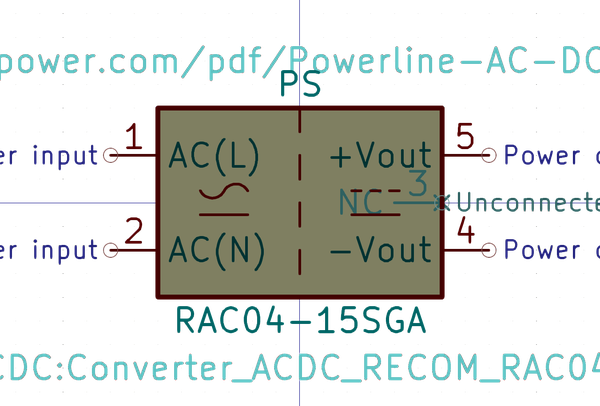 power.com/pdf/Powerline-AC-DC
PS
1 AC(L) +Vout 5
er input Power
NC 3 Unconnecte
2 AC(N) -Vout 4
er input Power
RAC04-15SGA
CDC:Converter_ACDC_RECOM_RAC04